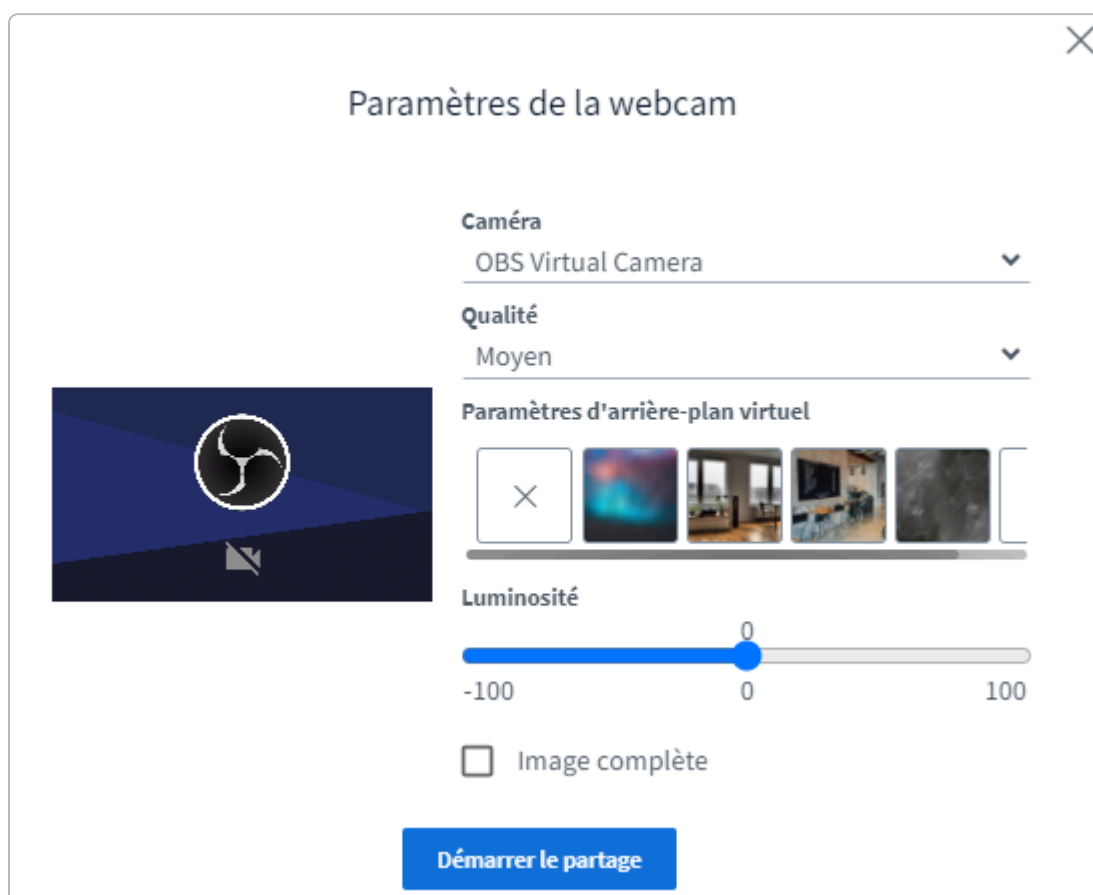 Paramètres de la webcam
Caméra
OBS Virtual Camera
Qualité
Moyen
Paramètres d'arrière-plan virtuel
Luminosité
0
-100 0 100
Image complète
Démarrer le partage